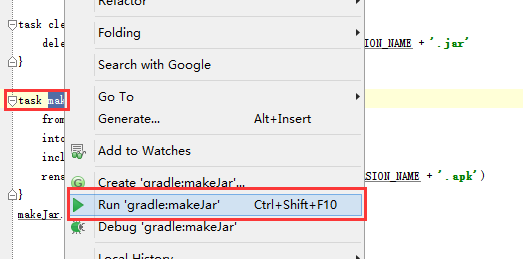 Refactor
task cle
Folding
dele
SION_NAME + '.jar'
}
Search with Google
task mak
Go To
from
Generate... Alt+Insert
into
Add to Watches
incl
rena
Create 'gradle:makeJar'...
SION_NAME + '.apk')
}
Run 'gradle:makeJar' Ctrl+Shift+F10
makeJar.
Debug 'gradle:makeJar'
Local History